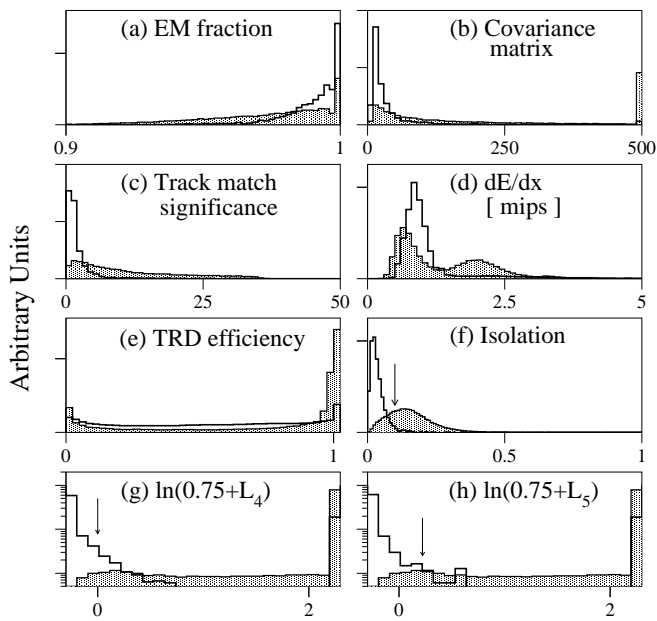 (a) EM fraction
0.9
1
(b) Covariance
matrix
0
250
500
(c) Track match
significance
0
25
50
(d) dE/dx
[ mips ]
0
2.5
5
Arbitrary Units
(e) TRD efficiency
0
1
(f) Isolation
0
0.5
1
(g) ln(0.75+L4)
0
2
(h) ln(0.75+L5)
0
2